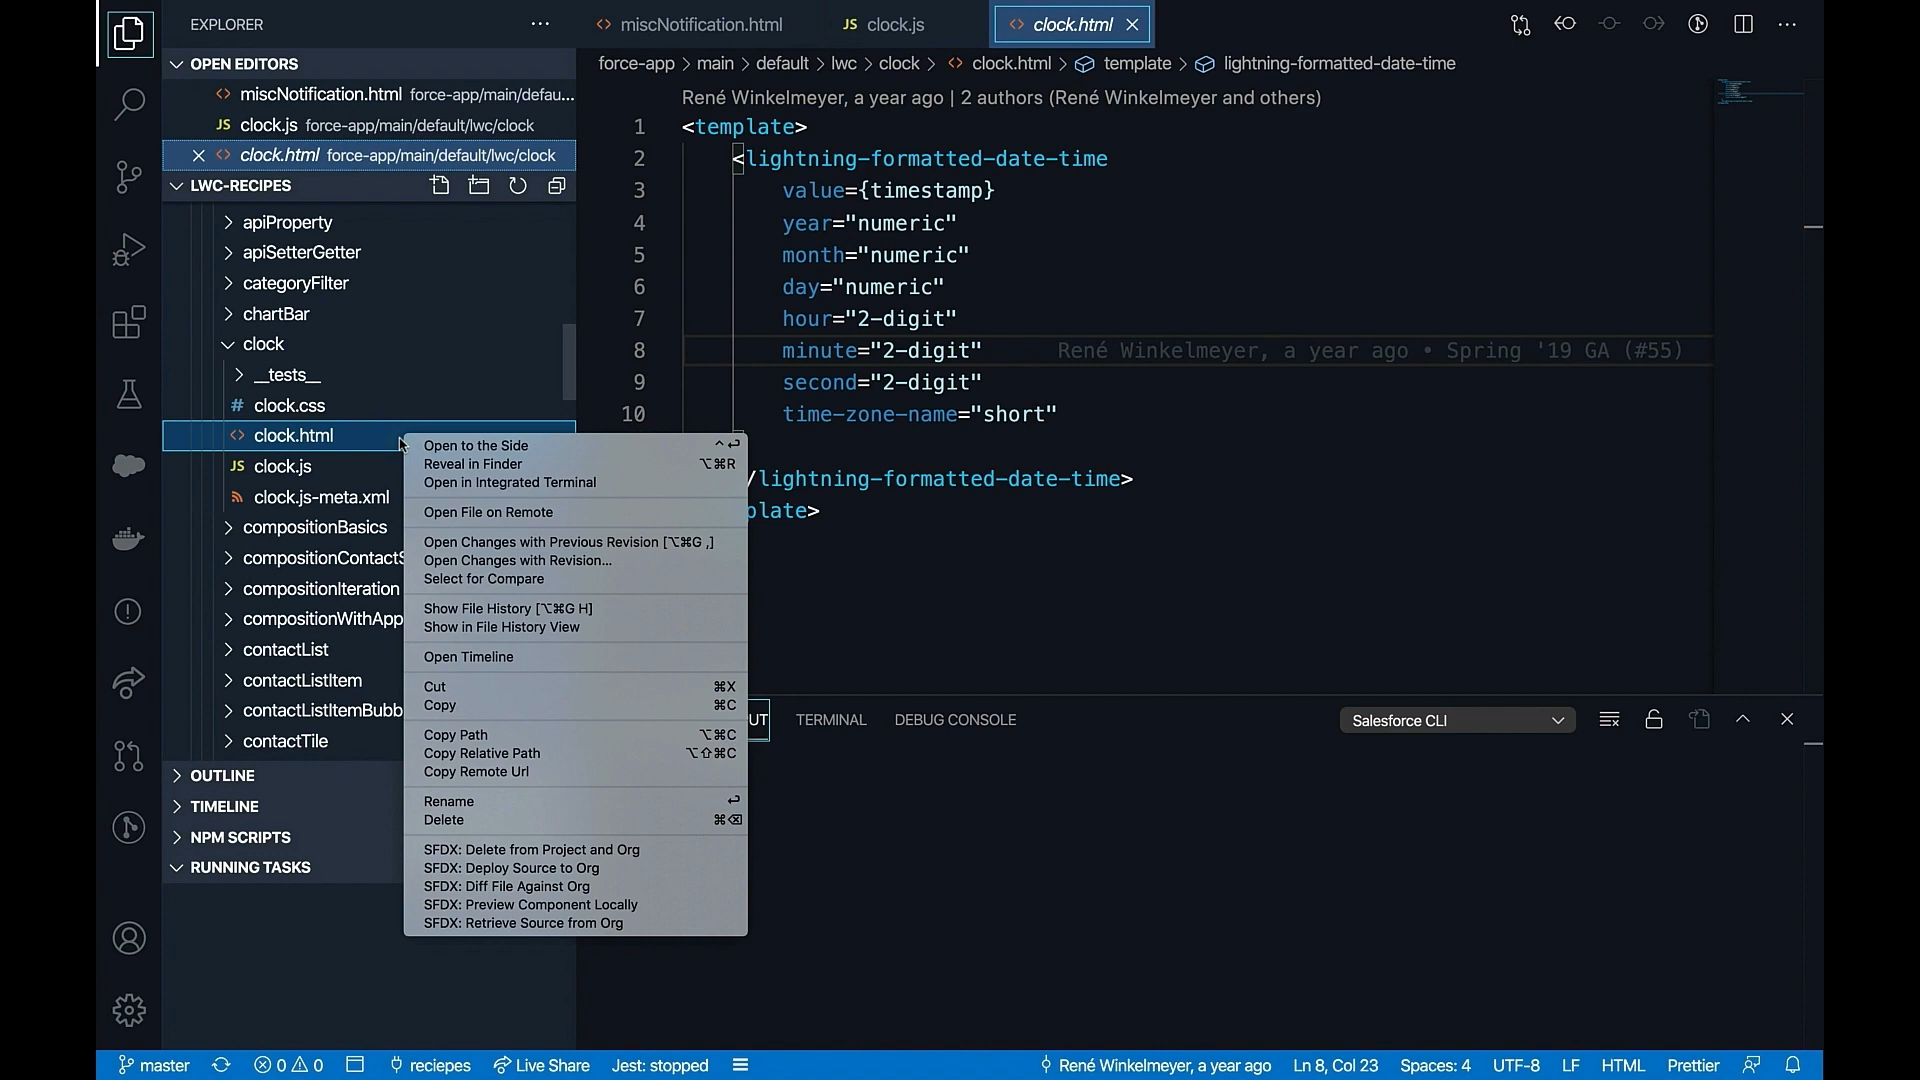 EXPLORER
miscNotification.html
JS clock.js
clock.html
OPEN EDITORS
miscNotification.html force-app/main/defau...
JS clock.js force-app/main/default/lwc/clock
clock.html force-app/main/default/lwc/clock
LWC-RECIPES
apiProperty
apiSetterGetter
categoryFilter
chartBar
clock
__tests__
# clock.css
clock.html
JS clock.js
clock.js-meta.xml
compositionBasics
compositionContactS
compositionIteration
compositionWithApp
contactList
contactListItem
contactListItemBubb
contactTile
OUTLINE
TIMELINE
NPM SCRIPTS
RUNNING TASKS
force-app > main > default > lwc > clock > clock.html > template > lightning-formatted-date-time
René Winkelmeyer, a year ago | 2 authors (René Winkelmeyer and others)
1 <template>
2 <lightning-formatted-date-time
3 value={timestamp}
4 year="numeric"
5 month="numeric"
6 day="numeric"
7 hour="2-digit"
8 minute="2-digit" René Winkelmeyer, a year ago • Spring '19 GA (#55)
9 second="2-digit"
10 time-zone-name="short"
/lightning-formatted-date-time>
plate>
Open to the Side ^↩
Reveal in Finder ⌥⌘R
Open in Integrated Terminal
Open File on Remote
Open Changes with Previous Revision [⌥⌘G ,]
Open Changes with Revision...
Select for Compare
Show File History [⌥⌘G H]
Show in File History View
Open Timeline
Cut ⌘X
Copy ⌘C
Copy Path ⌥⌘C
Copy Relative Path ⌥⇧⌘C
Copy Remote Url
Rename ↩
Delete ⌘⌫
SFDX: Delete from Project and Org
SFDX: Deploy Source to Org
SFDX: Diff File Against Org
SFDX: Preview Component Locally
SFDX: Retrieve Source from Org
UT TERMINAL DEBUG CONSOLE
Salesforce CLI
master 0 0 reciepes Live Share Jest: stopped René Winkelmeyer, a year ago Ln 8, Col 23 Spaces: 4 UTF-8 LF HTML Prettier